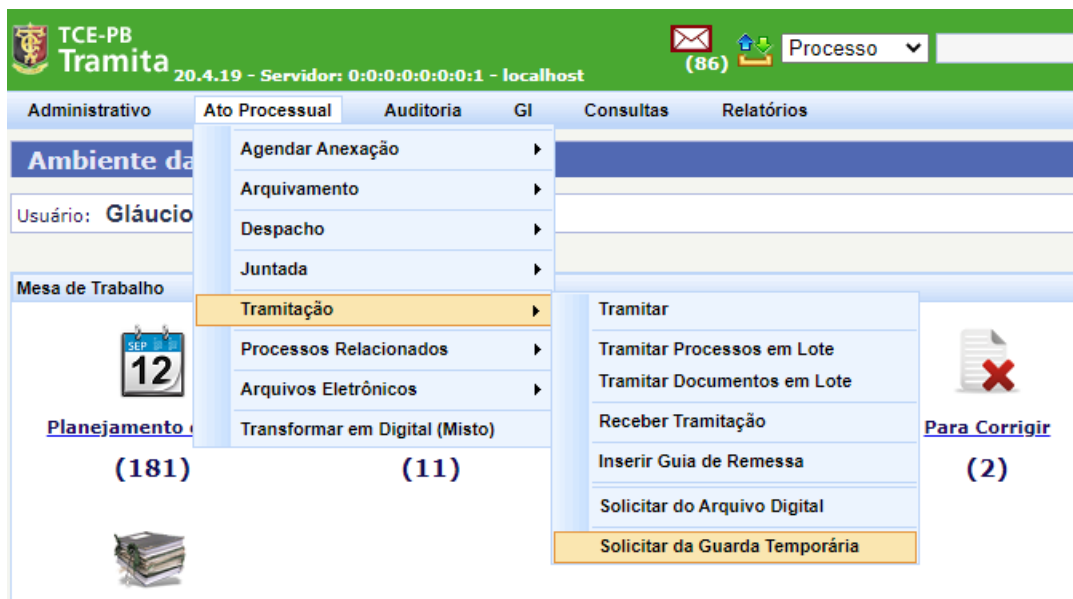 TCE-PB
Tramita 20.4.19 - Servidor: 0:0:0:0:0:0:0:1 - localhost
(86)
Processo
Administrativo Ato Processual Auditoria GI Consultas Relatórios
Ambiente da
Usuário: Gláucio
Mesa de Trabalho
Agendar Anexação
Arquivamento
Despacho
Juntada
Tramitação
Processos Relacionados
Arquivos Eletrônicos
Transformar em Digital (Misto)
Tramitar
Tramitar Processos em Lote
Tramitar Documentos em Lote
Receber Tramitação
Inserir Guia de Remessa
Solicitar do Arquivo Digital
Solicitar da Guarda Temporária
SEP
12
Planejamento
(181)
(11)
Para Corrigir
(2)